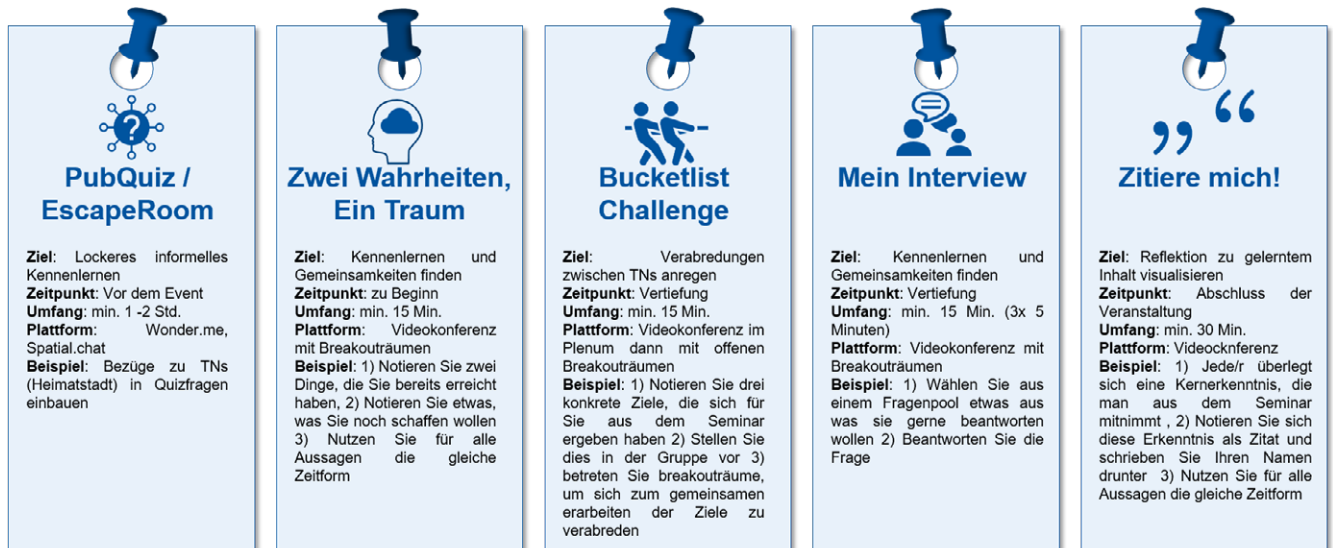 PubQuiz /
EscapeRoom
Ziel: Lockeres informelles
Kennenlernen
Zeitpunkt: Vor dem Event
Umfang: min. 1 -2 Std.
Plattform: Wonder.me,
Spatial.chat
Beispiel: Bezüge zu TNs
(Heimatstadt) in Quizfragen
einbauen
Zwei Wahrheiten,
Ein Traum
Ziel: Kennenlernen und
Gemeinsamkeiten finden
Zeitpunkt: zu Beginn
Umfang: min. 15 Min.
Plattform: Videokonferenz
mit Breakouträumen
Beispiel: 1) Notieren Sie zwei
Dinge, die Sie bereits erreicht
haben, 2) Notieren Sie etwas,
was Sie noch schaffen wollen
3) Nutzen Sie für alle
Aussagen die gleiche
Zeitform
Bucketlist
Challenge
Ziel: Verabredungen
zwischen TNs anregen
Zeitpunkt: Vertiefung
Umfang: min. 15 Min.
Plattform: Videokonferenz im
Plenum dann mit offenen
Breakouträumen
Beispiel: 1) Notieren Sie drei
konkrete Ziele, die sich für
Sie aus dem Seminar
ergeben haben 2) Stellen Sie
dies in der Gruppe vor 3)
betreten Sie breakouträume,
um sich zum gemeinsamen
erarbeiten der Ziele zu
verabreden
Mein Interview
Ziel: Kennenlernen und
Gemeinsamkeiten finden
Zeitpunkt: Vertiefung
Umfang: min. 15 Min. (3x 5
Minuten)
Plattform: Videokonferenz mit
Breakouträumen
Beispiel: 1) Wählen Sie aus
einem Fragenpool etwas aus
was sie gerne beantworten
wollen 2) Beantworten Sie die
Frage
Zitiere mich!
Ziel: Reflektion zu gelerntem
Inhalt visualisieren
Zeitpunkt: Abschluss der
Veranstaltung
Umfang: min. 30 Min.
Plattform: Videocknferenz
Beispiel: 1) Jede/r überlegt
sich eine Kernerkenntnis, die
man aus dem Seminar
mitnimmt , 2) Notieren Sie sich
diese Erkenntnis als Zitat und
schrieben Sie Ihren Namen
drunter 3) Nutzen Sie für alle
Aussagen die gleiche Zeitform